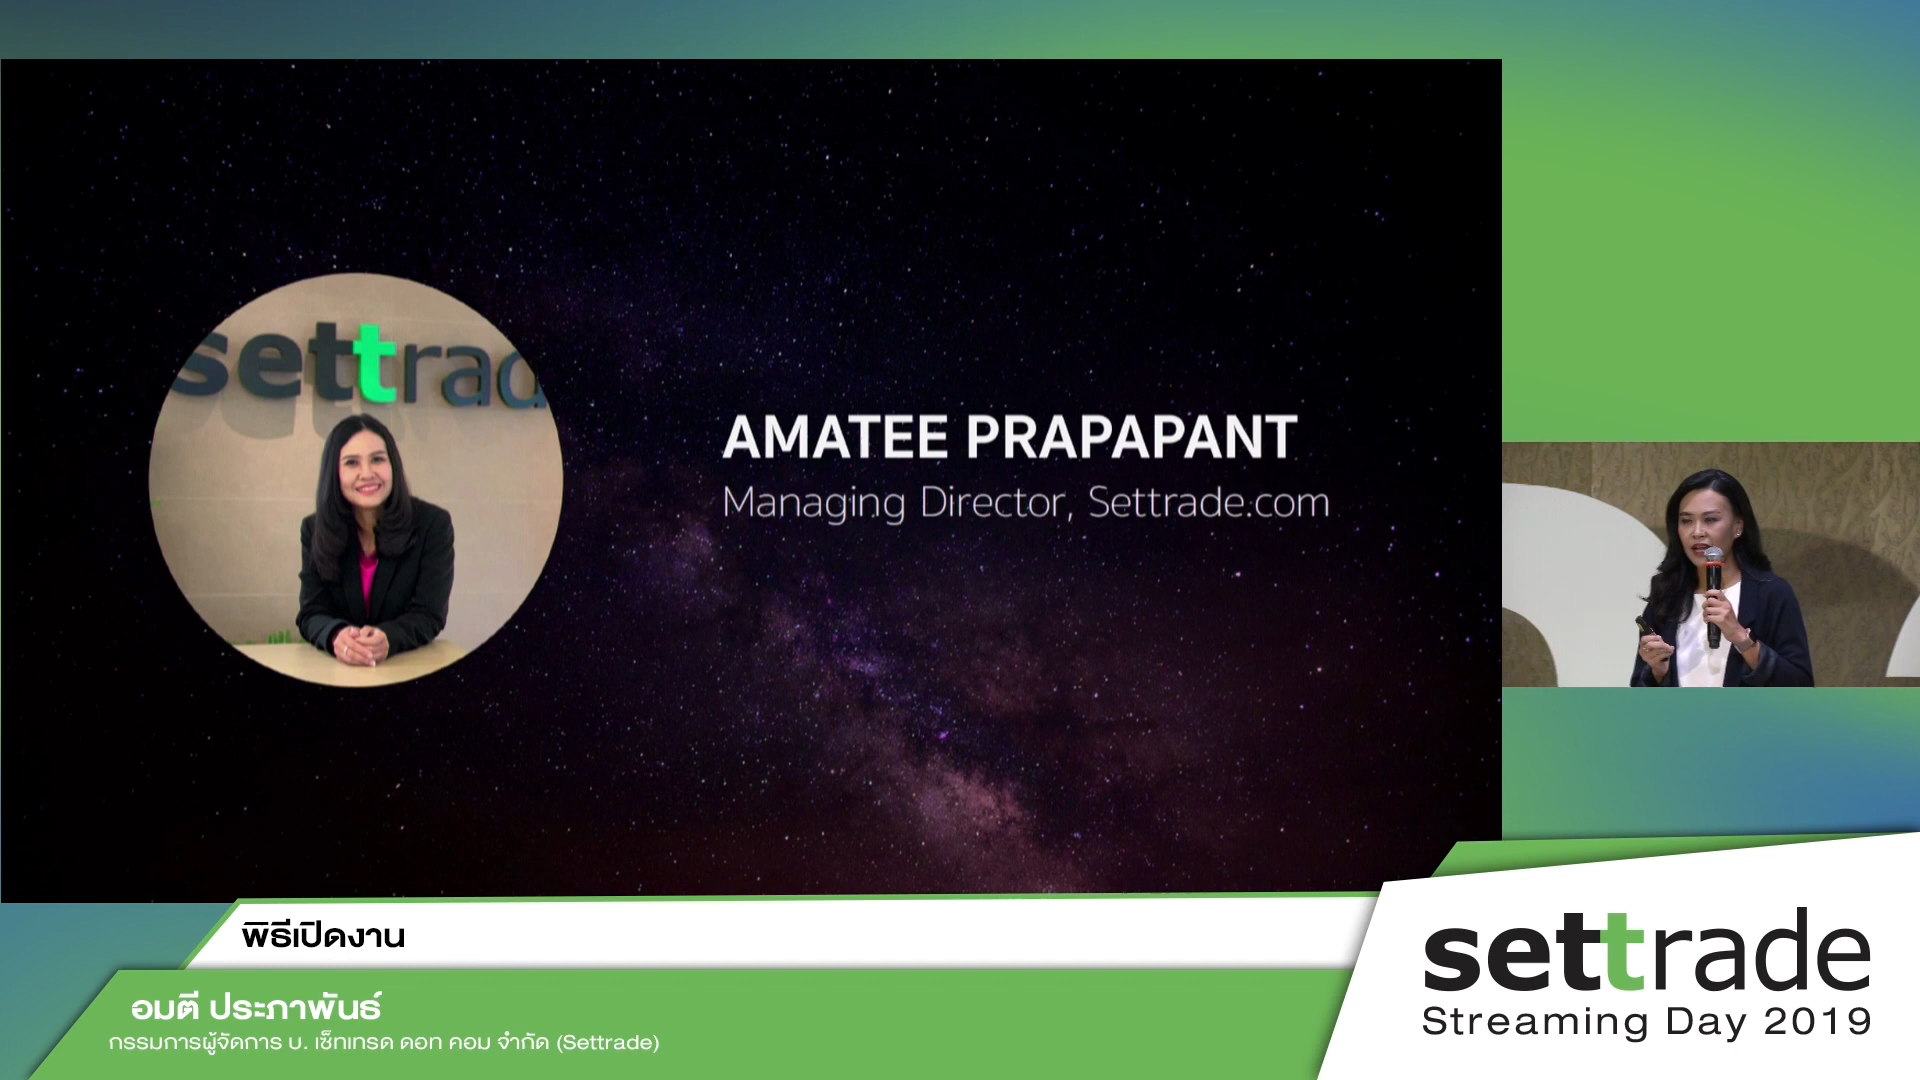 settrad
AMATEE PRAPAPANT
Managing Director, Settrade.com
พิธีเปิดงาน
อมตี ประภาพันธ์
กรรมการผู้จัดการ บ. เซ็ทเทรด ดอท คอม จำกัด (Settrade)
settrade
Streaming Day 2019